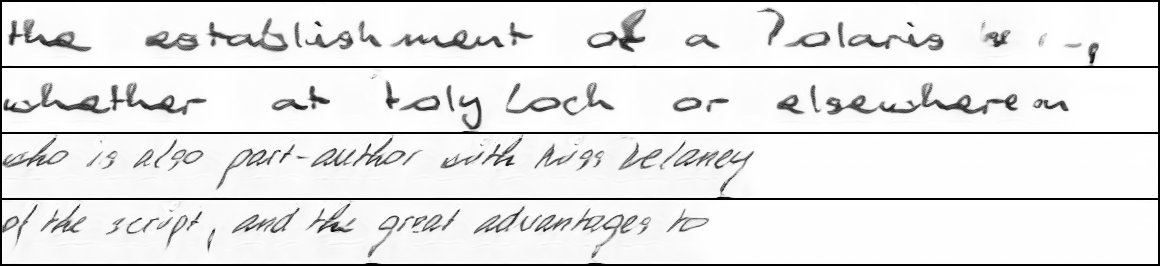 the establishment of a Polaris
whether at Holy Loch or elsewhere on
who is also part-author with Miss Delaney
of the script, and the great advantages to